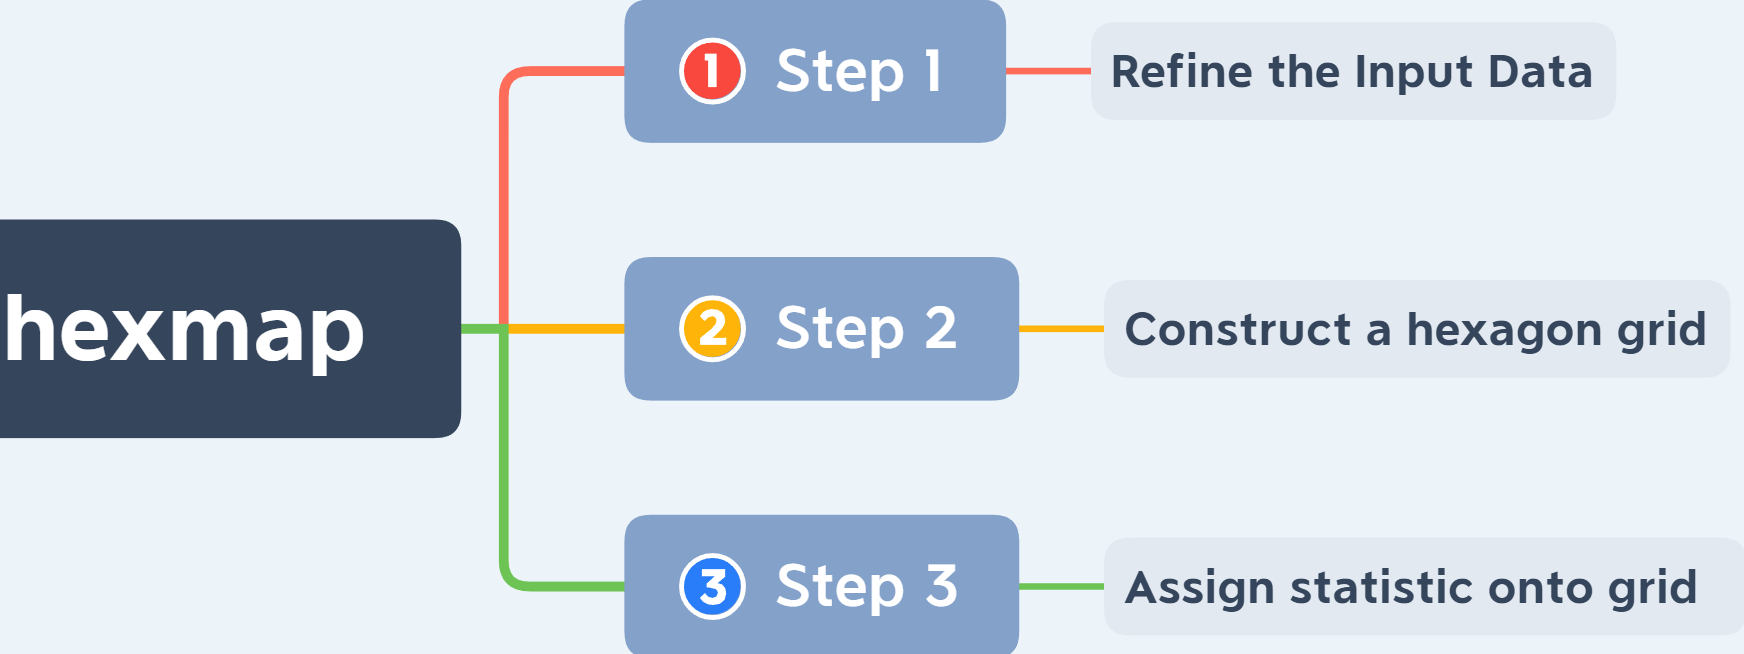 hexmap
1 Step 1
Refine the Input Data
2 Step 2
Construct a hexagon grid
3 Step 3
Assign statistic onto grid